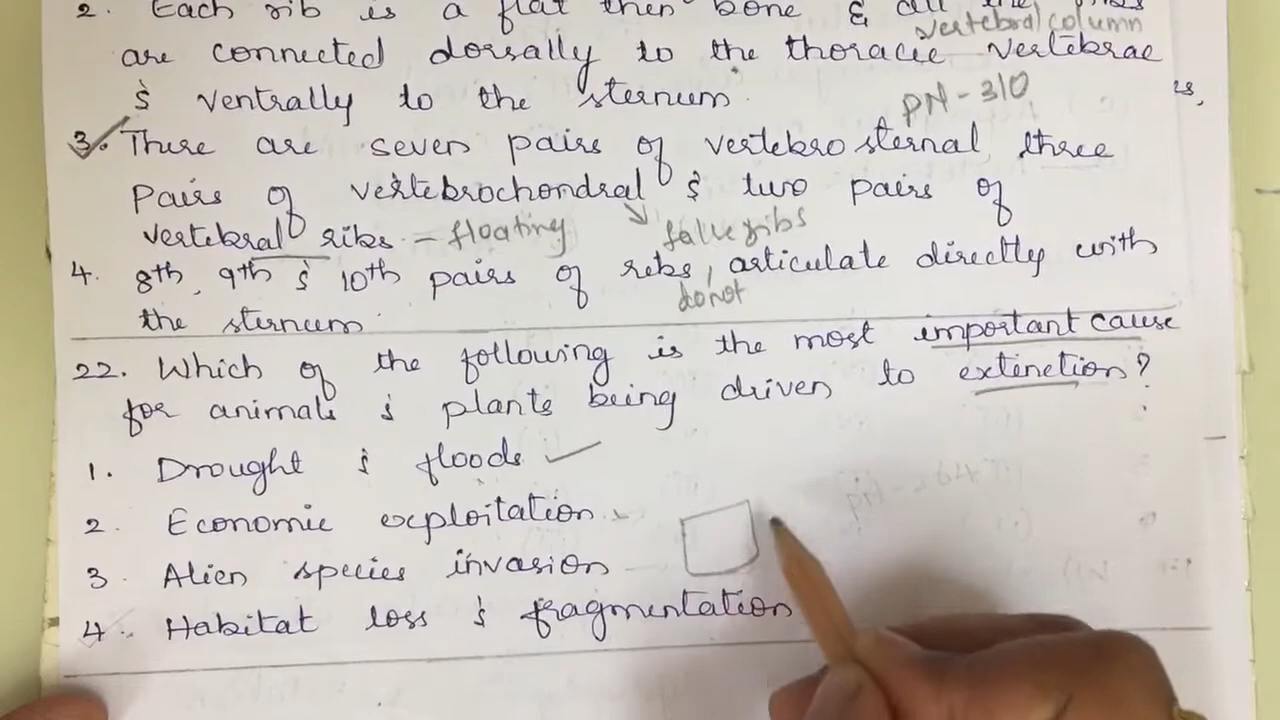 2. Each rib is a flat thin bone & all the ribs
vertebral column
are connected dorsally to the thoracic vertebrae
& ventrally to the sternum.
PN - 310
3. There are seven pairs of vertebrosternal, three
Pairs of vertebrochondral & two pairs of
vertebral ribs - floating
false ribs
4. 8th, 9th & 10th pairs of ribs, articulate directly with
do not
the sternum.
22. Which of the following is the most important cause
for animals & plants being driven to extinction?
1. Drought & floods
2. Economic exploitation
3. Alien species invasion
4. Habitat loss & fragmentation